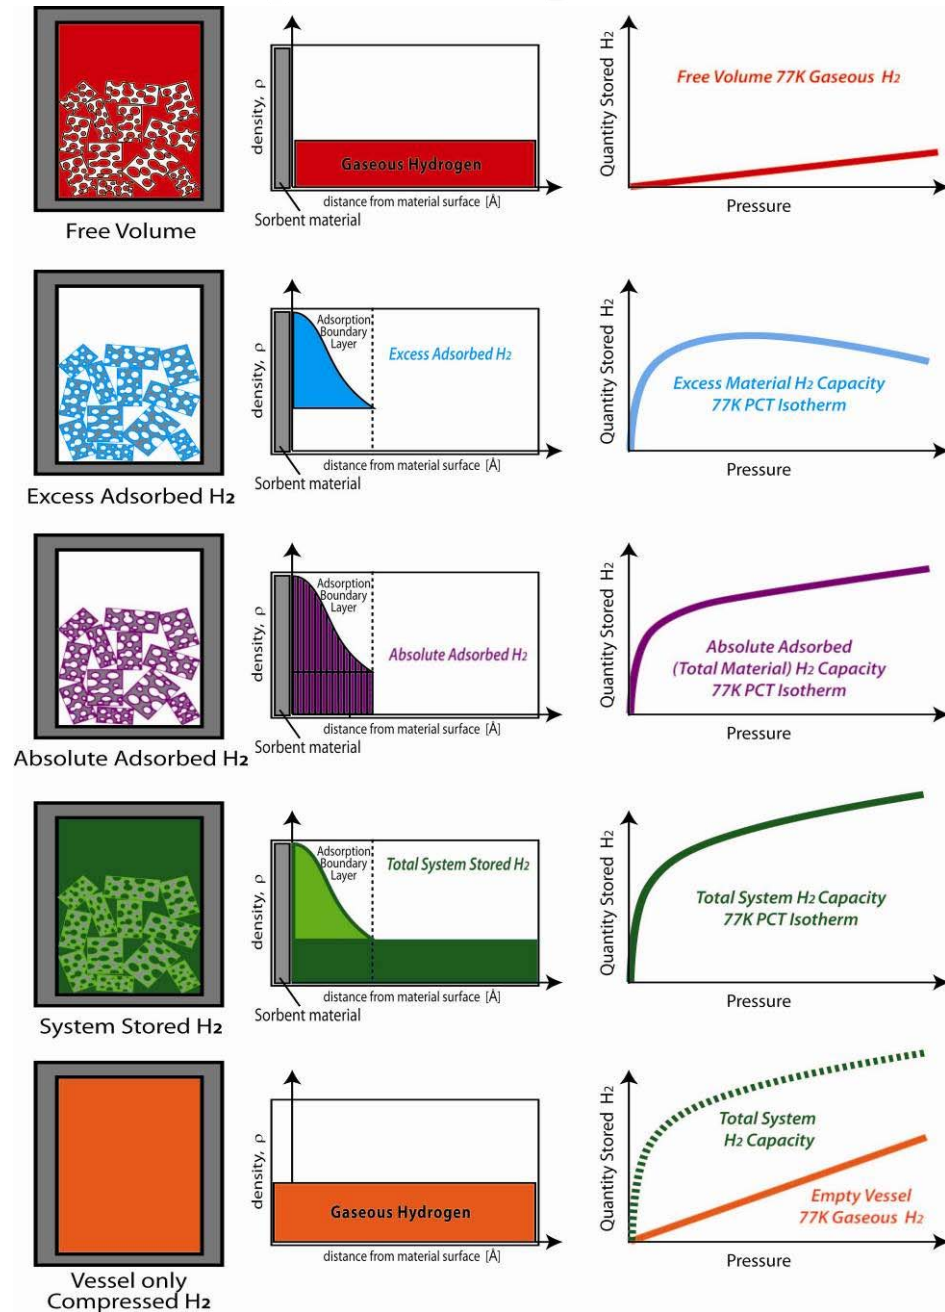 density, ρ
Gaseous Hydrogen
distance from material surface [Å]
Sorbent material
Free Volume
Quantity Stored H2
Free Volume 77K Gaseous H2
Pressure
density, ρ
Adsorption
Boundary
Layer
Excess Adsorbed H2
distance from material surface [Å]
Sorbent material
Excess Adsorbed H2
Quantity Stored H2
Excess Material H2 Capacity
77K PCT Isotherm
Pressure
density, ρ
Adsorption
Boundary
Layer
Absolute Adsorbed H2
distance from material surface [Å]
Sorbent material
Absolute Adsorbed H2
Quantity Stored H2
Absolute Adsorbed
(Total Material) H2 Capacity
77K PCT Isotherm
Pressure
density, ρ
Adsorption
Boundary
Layer
Total System Stored H2
distance from material surface [Å]
Sorbent material
System Stored H2
Quantity Stored H2
Total System H2 Capacity
77K PCT Isotherm
Pressure
density, ρ
Gaseous Hydrogen
distance from material surface [Å]
Vessel only
Compressed H2
Quantity Stored H2
Total System
H2 Capacity
Empty Vessel
77K Gaseous H2
Pressure